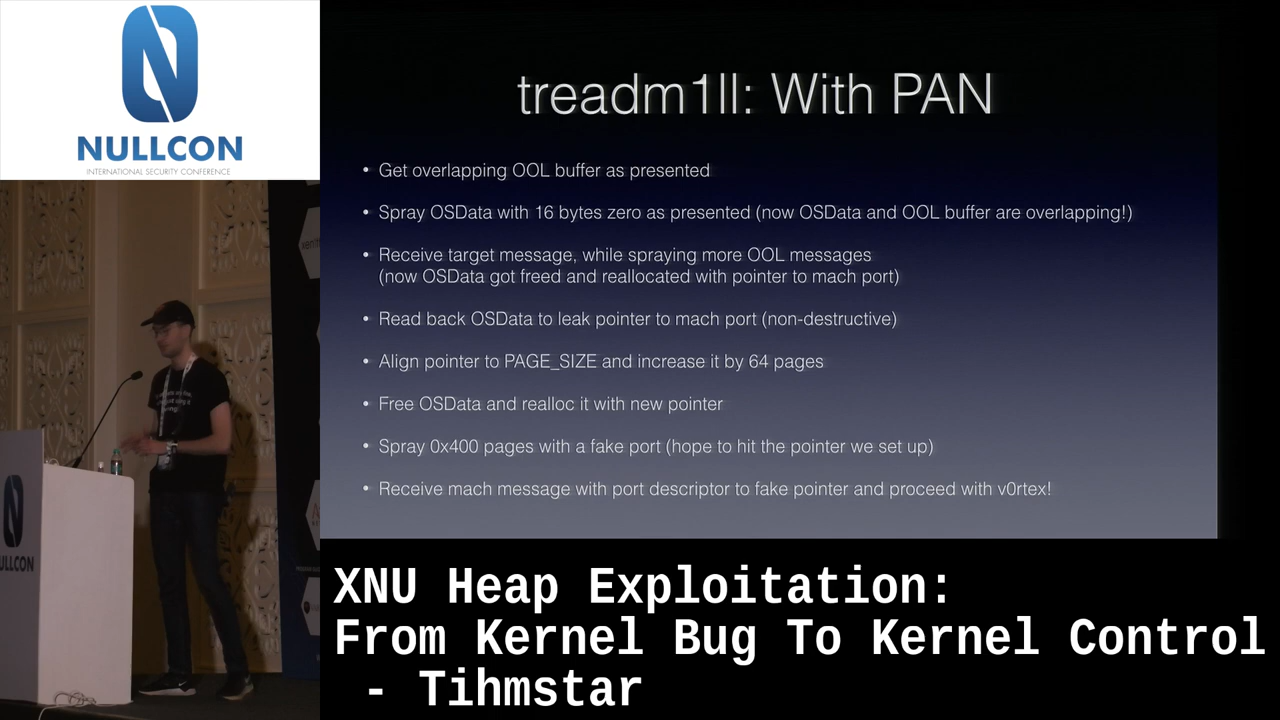 NULLCON
INTERNATIONAL SECURITY CONFERENCE
treadm1ll: With PAN
• Get overlapping OOL buffer as presented
• Spray OSData with 16 bytes zero as presented (now OSData and OOL buffer are overlapping!)
• Receive target message, while spraying more OOL messages
(now OSData got freed and reallocated with pointer to mach port)
• Read back OSData to leak pointer to mach port (non-destructive)
• Align pointer to PAGE_SIZE and increase it by 64 pages
• Free OSData and realloc it with new pointer
• Spray 0x400 pages with a fake port (hope to hit the pointer we set up)
• Receive mach message with port descriptor to fake pointer and proceed with v0rtex!
NULLCON
XNU Heap Exploitation:
From Kernel Bug To Kernel Control
- Tihmstar